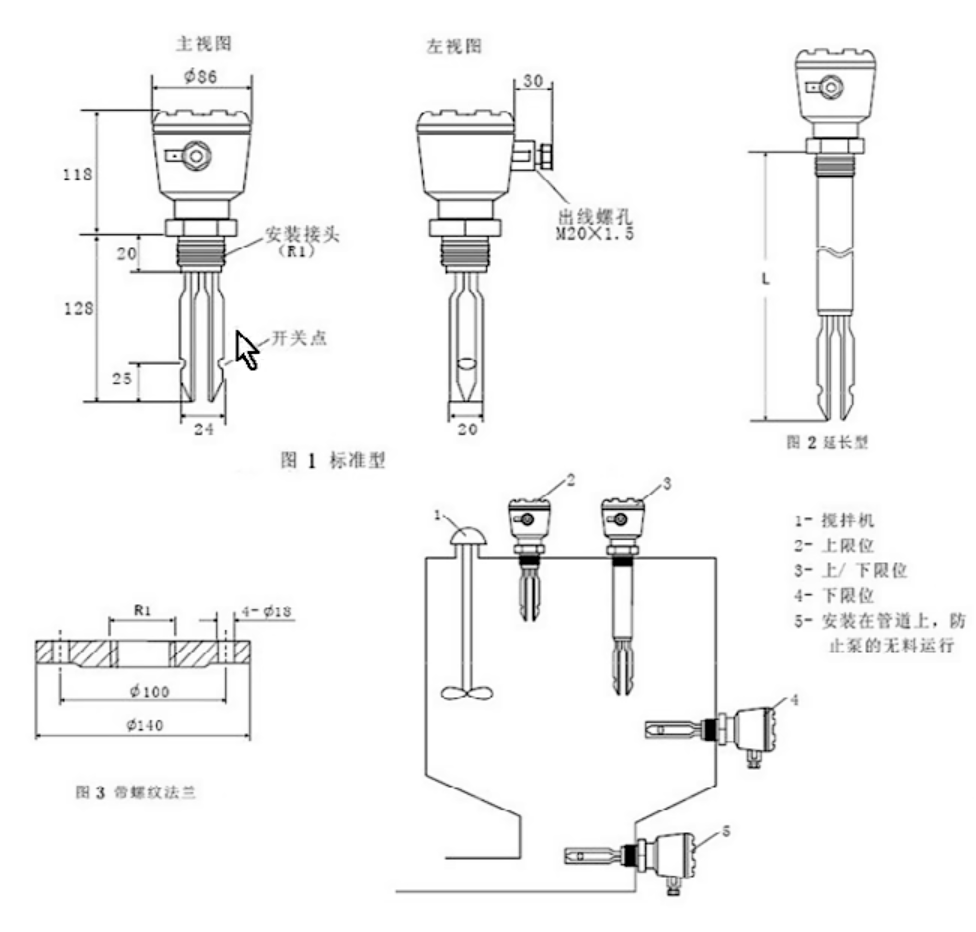 主视图
左视图
Ø86
30
118
出线螺孔
M20×1.5
安装接头
(R1)
20
L
128
开关点
25
24
20
图 2 延长型
图 1 标准型
1
2
3
1- 搅拌机
2- 上限位
3- 上/ 下限位
4- 下限位
5- 安装在管道上，防
止泵的无料运行
R1
4- Ø18
Ø100
Ø140
4
图 3 带螺纹法兰
5